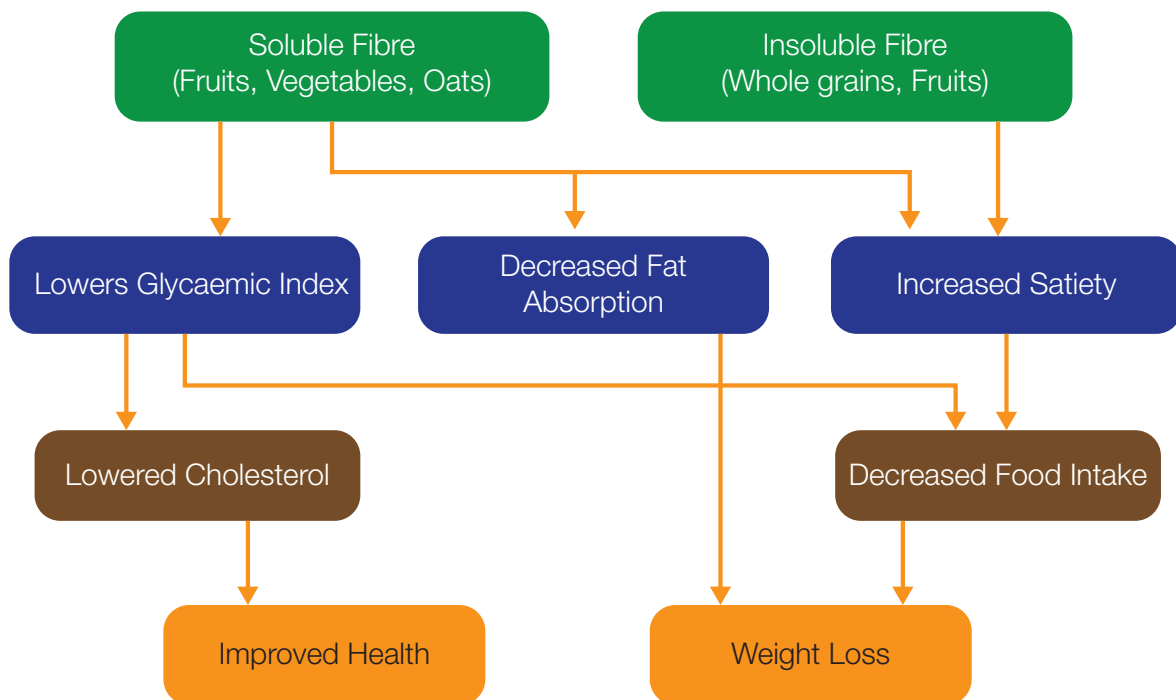 Soluble Fibre
(Fruits, Vegetables, Oats)
Insoluble Fibre
(Whole grains, Fruits)
Lowers Glycaemic Index
Decreased Fat
Absorption
Increased Satiety
Lowered Cholesterol
Decreased Food Intake
Improved Health
Weight Loss